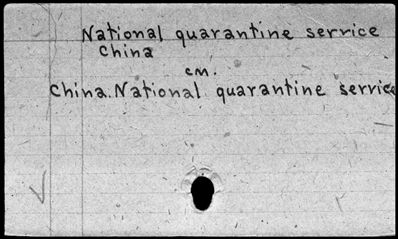 National quarantine service
China
cm.
China. National quarantine service